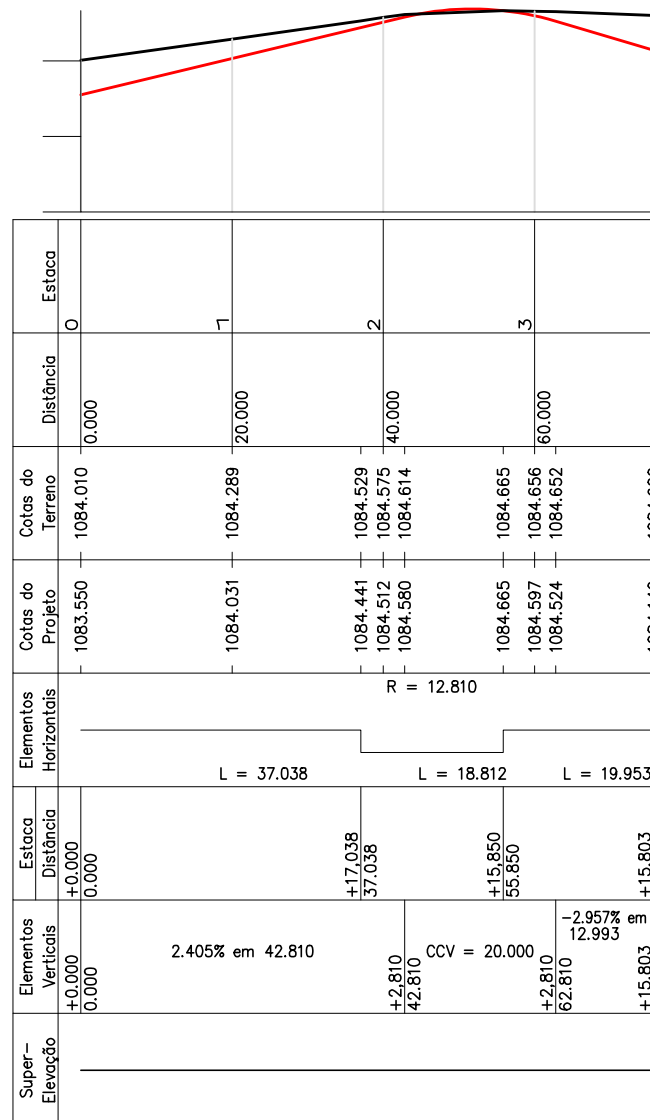 Estaca
0
1
2
3
Distância
0.000
20.000
40.000
60.000
Cotas do
Terreno
1084.010
1084.289
1084.529
1084.575
1084.614
1084.665
1084.656
1084.652
Cotas do
Projeto
1083.550
1084.031
1084.441
1084.512
1084.580
1084.665
1084.597
1084.524
Elementos
Horizontais
R = 12.810
L = 37.038
L = 18.812
L = 19.953
Estaca
Distância
+0.000
0.000
+17,038
37.038
+15,850
55.850
+15.803
Elementos
Verticais
+0.000
0.000
2.405% em 42.810
+2,810
42.810
CCV = 20.000
+2,810
62.810
-2.957% em
12.993
+15.803
Super-
Elevação